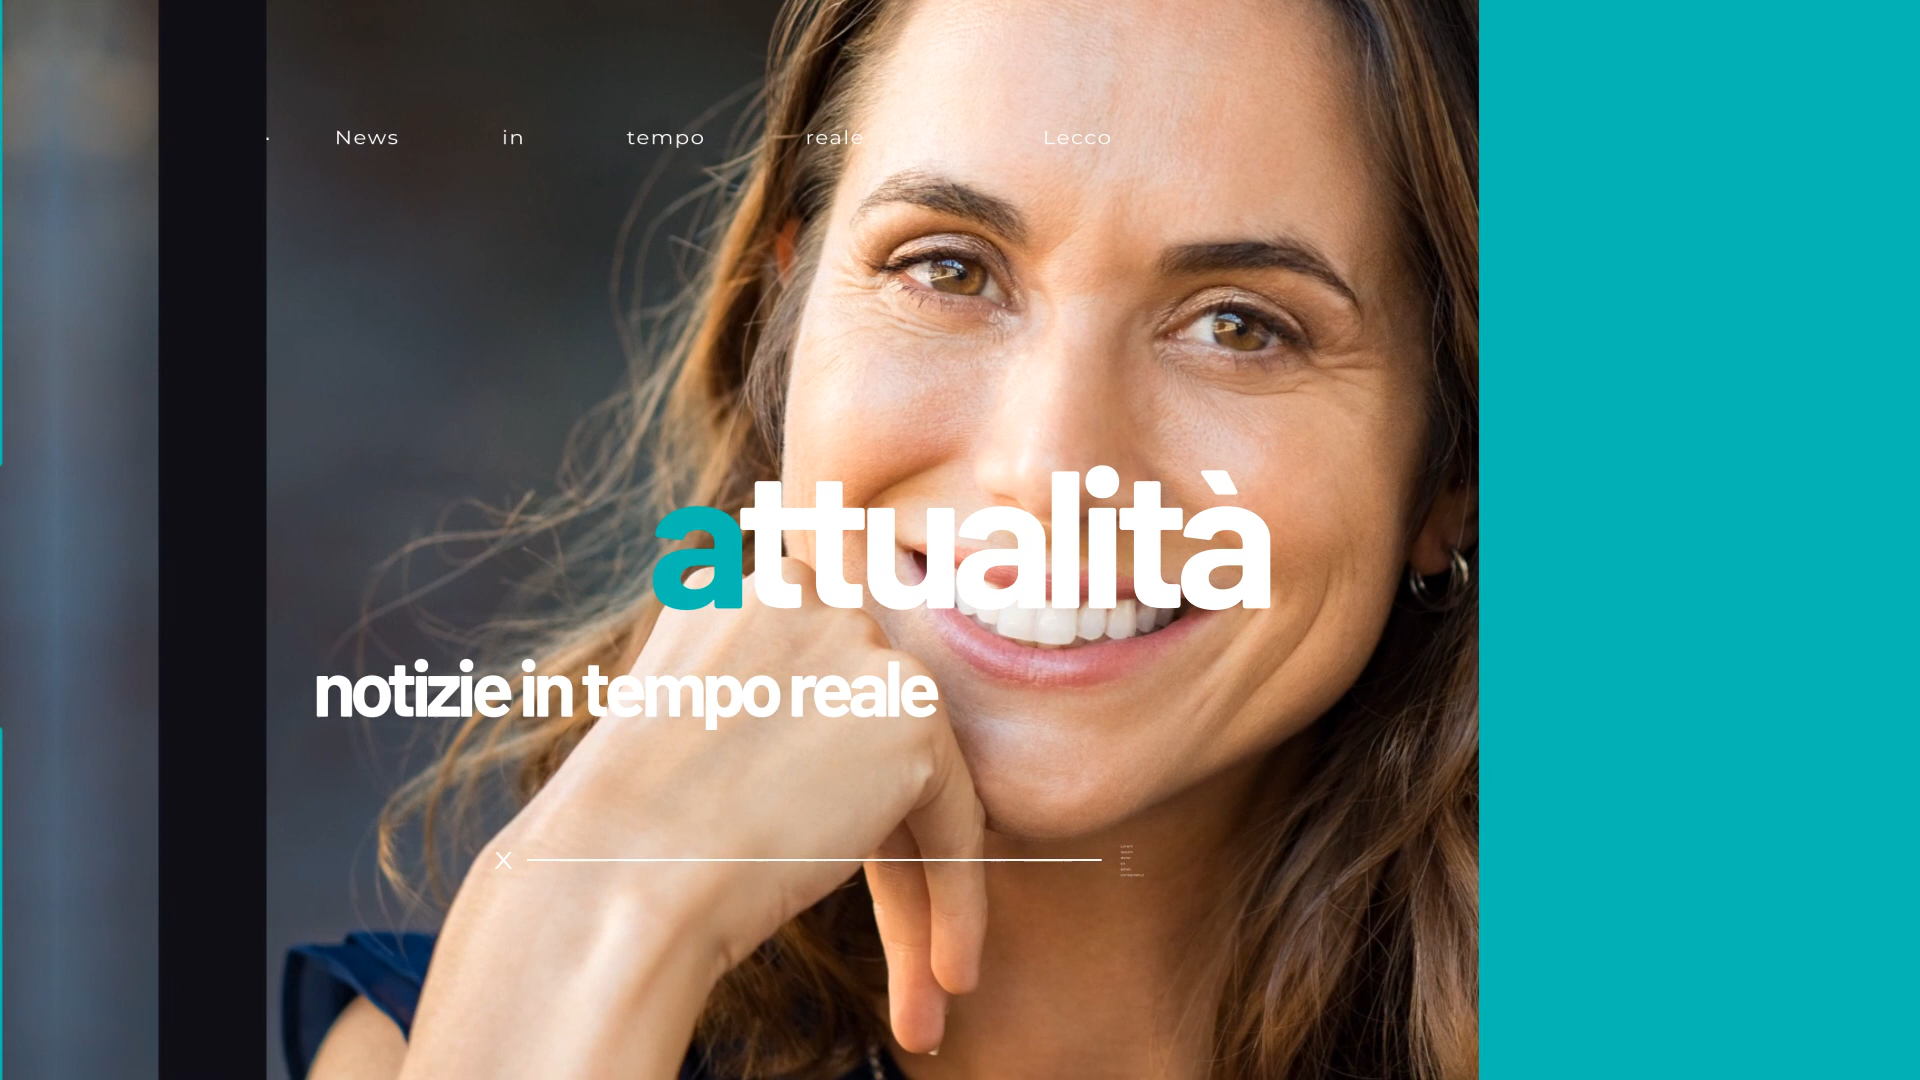 · News in tempo reale Lecco
attualità
notizie in tempo reale
X